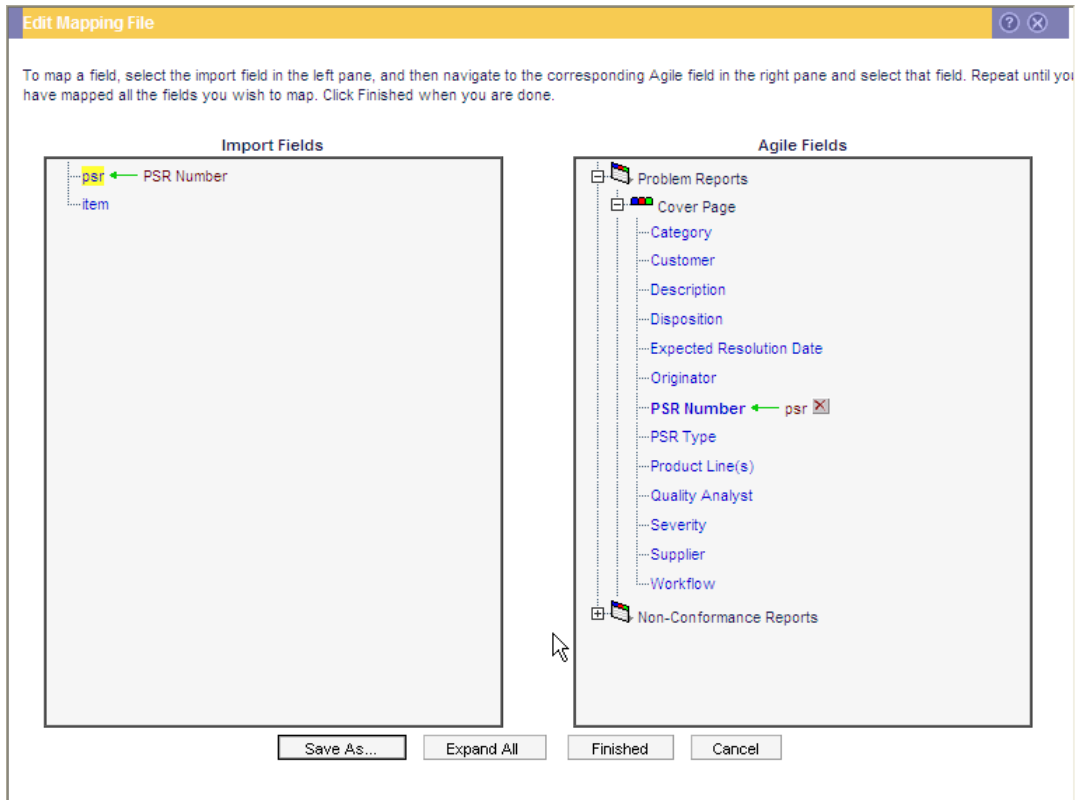 Edit Mapping File
To map a field, select the import field in the left pane, and then navigate to the corresponding Agile field in the right pane and select that field. Repeat until you
have mapped all the fields you wish to map. Click Finished when you are done.
Import Fields
psr PSR Number
item
Agile Fields
Problem Reports
Cover Page
Category
Customer
Description
Disposition
Expected Resolution Date
Originator
PSR Number psr
PSR Type
Product Line(s)
Quality Analyst
Severity
Supplier
Workflow
Non-Conformance Reports
Save As... Expand All Finished Cancel